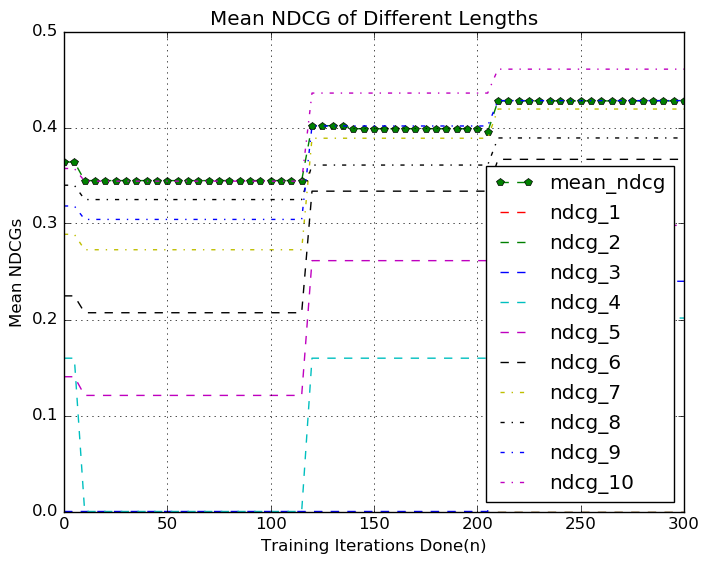 Mean NDCG of Different Lengths
0.5
0.4
0.3
0.2
0.1
0.0
Mean NDCGs
mean_ndcg
ndcg_1
ndcg_2
ndcg_3
ndcg_4
ndcg_5
ndcg_6
ndcg_7
ndcg_8
ndcg_9
ndcg_10
0 50 100 150 200 250 300
Training Iterations Done(n)